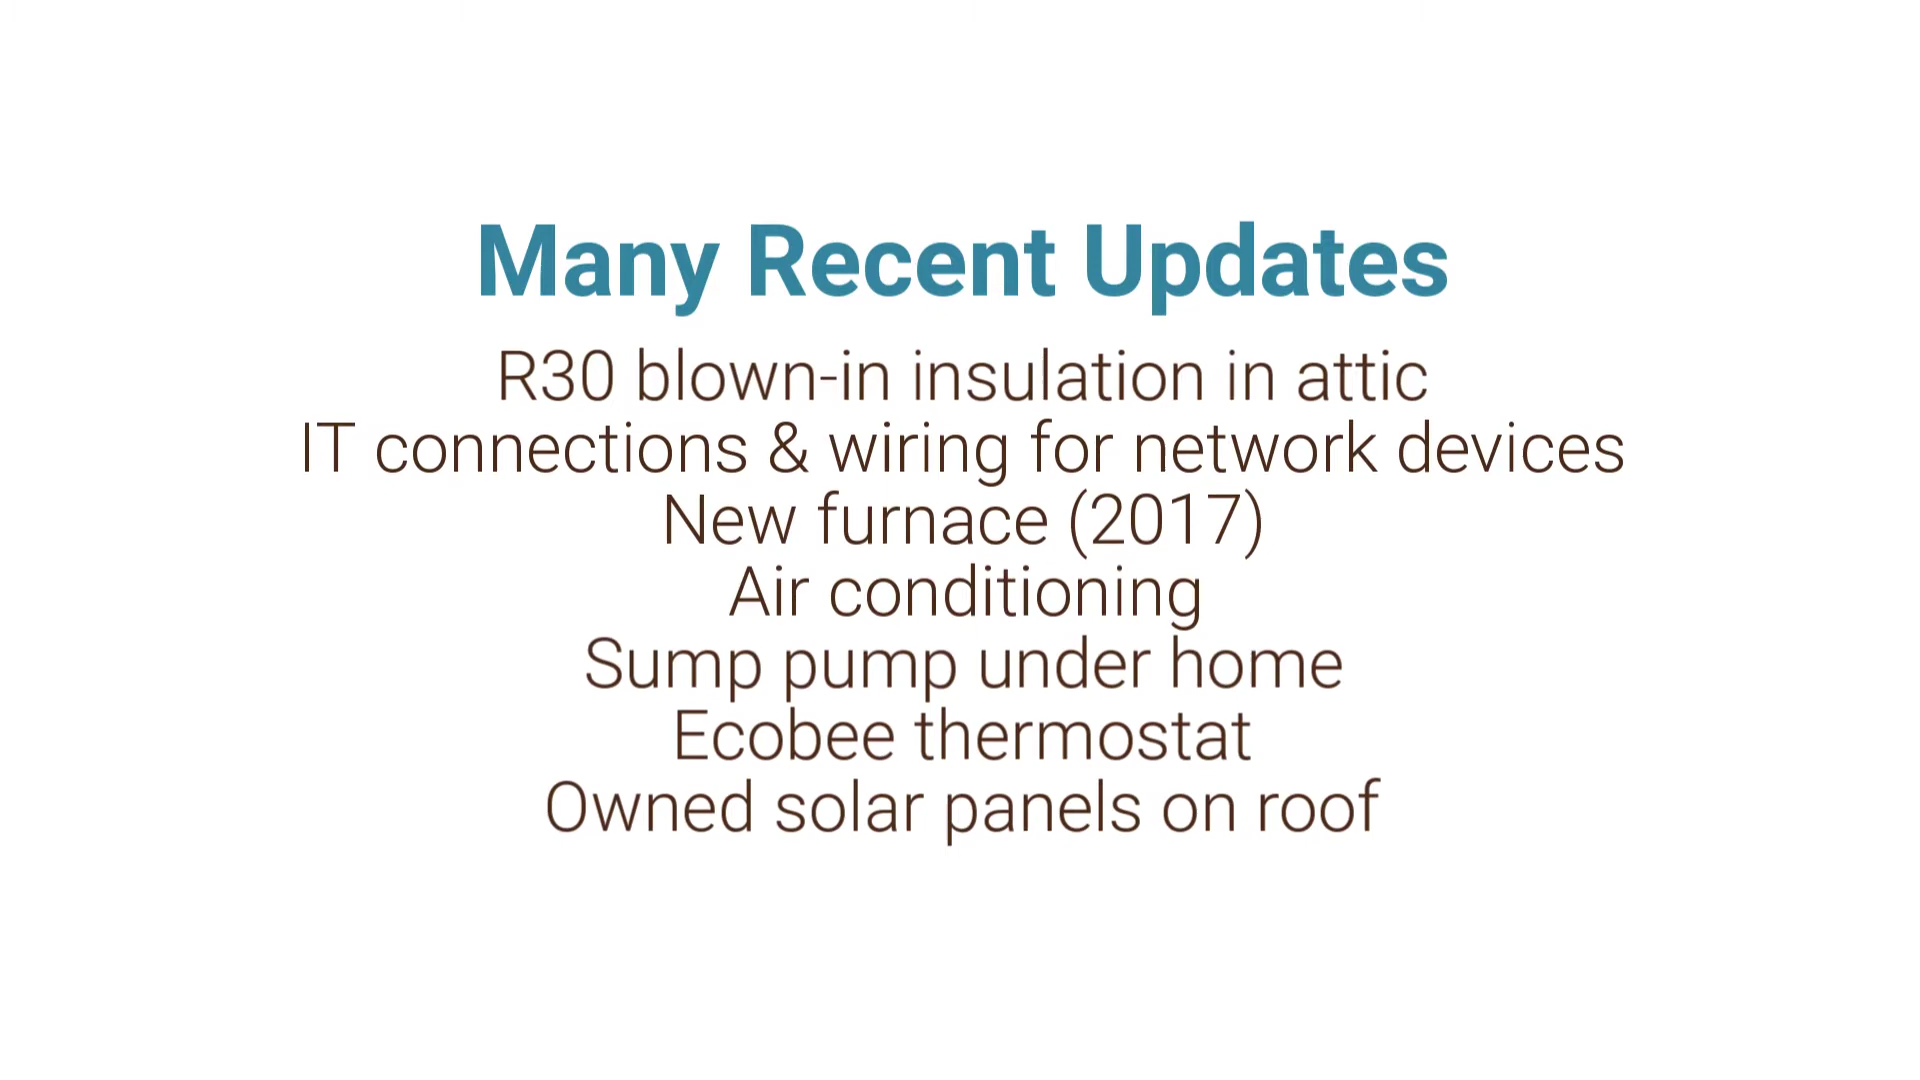 Many Recent Updates
R30 blown-in insulation in attic
IT connections & wiring for network devices
New furnace (2017)
Air conditioning
Sump pump under home
Ecobee thermostat
Owned solar panels on roof